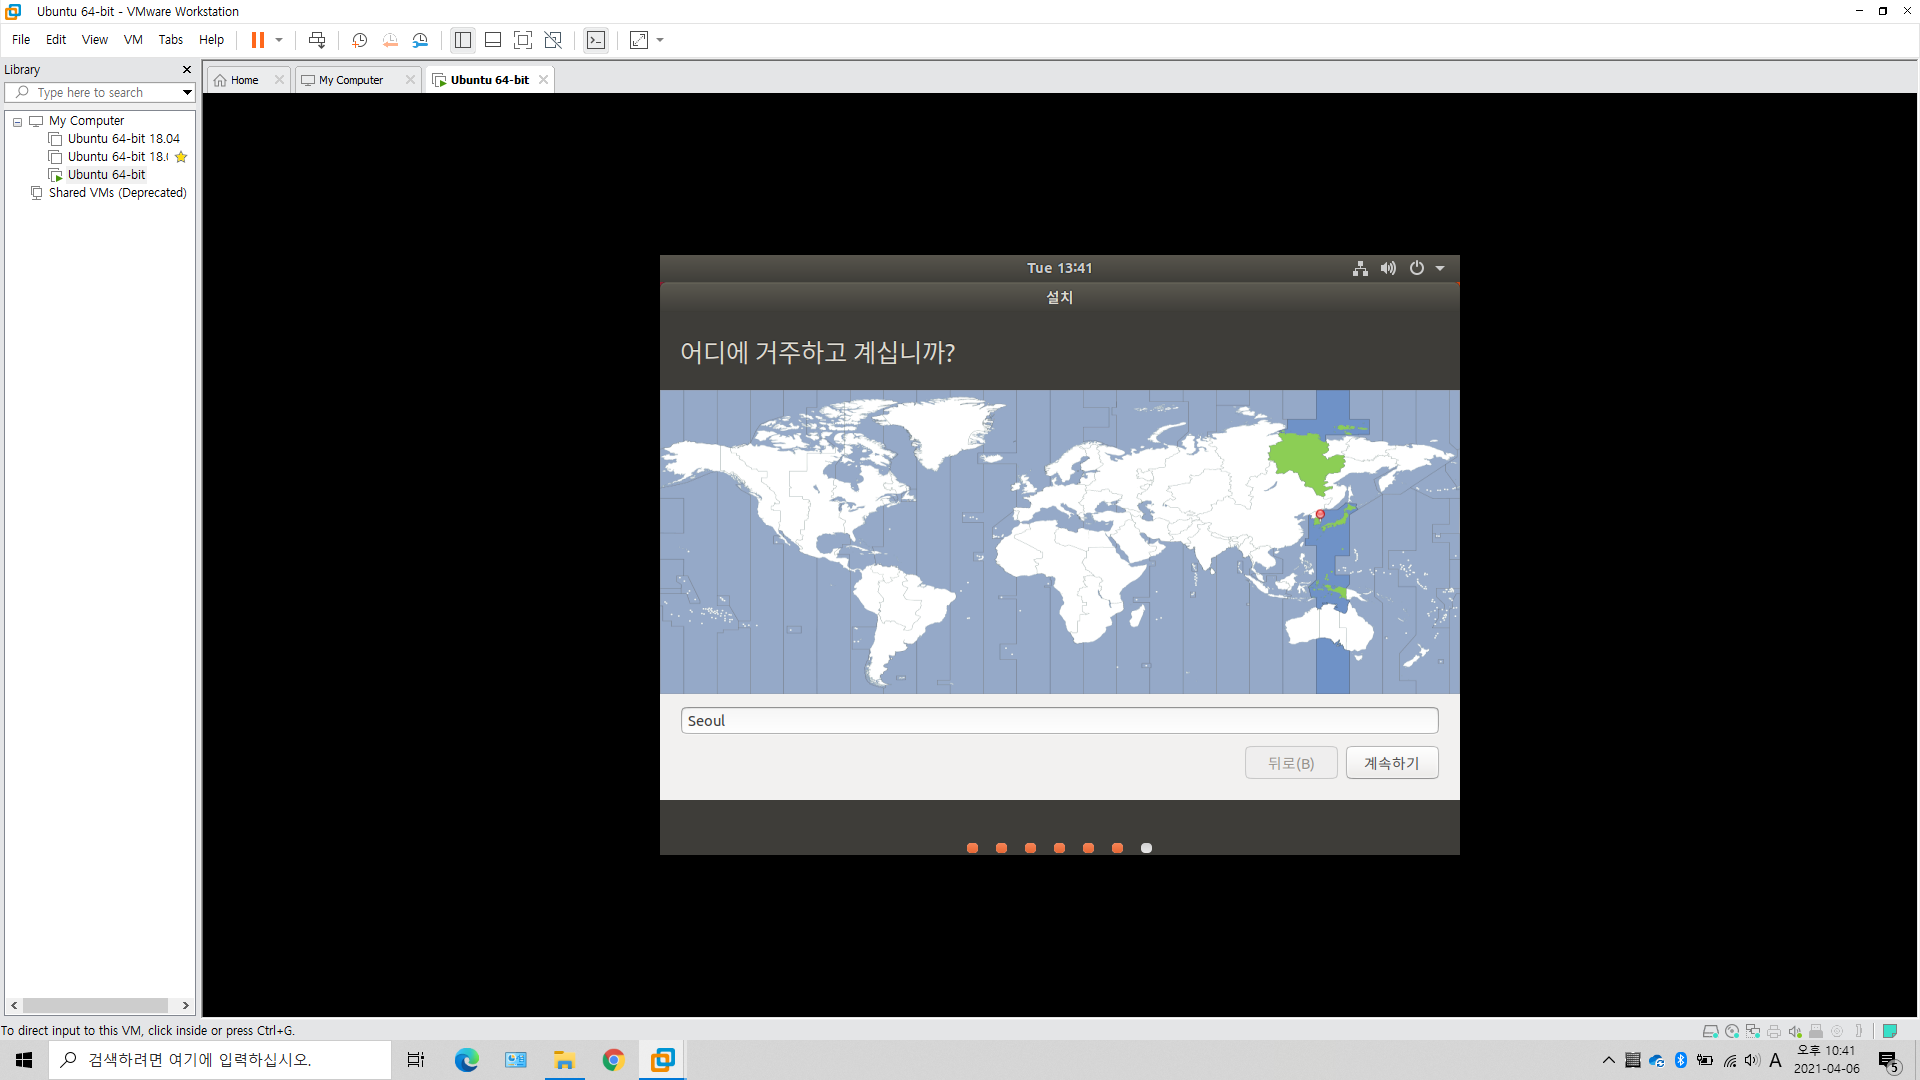 Ubuntu 64-bit - VMware Workstation
File Edit View VM Tabs Help
Library
Type here to search
Home
My Computer
Ubuntu 64-bit
My Computer
Ubuntu 64-bit 18.04
Ubuntu 64-bit 18.0
Ubuntu 64-bit
Shared VMs (Deprecated)
Tue 13:41
설치
어디에 거주하고 계십니까?
Seoul
뒤로(B)
계속하기
To direct input to this VM, click inside or press Ctrl+G.
검색하려면 여기에 입력하십시오.
A
오후 10:41
2021-04-06
5